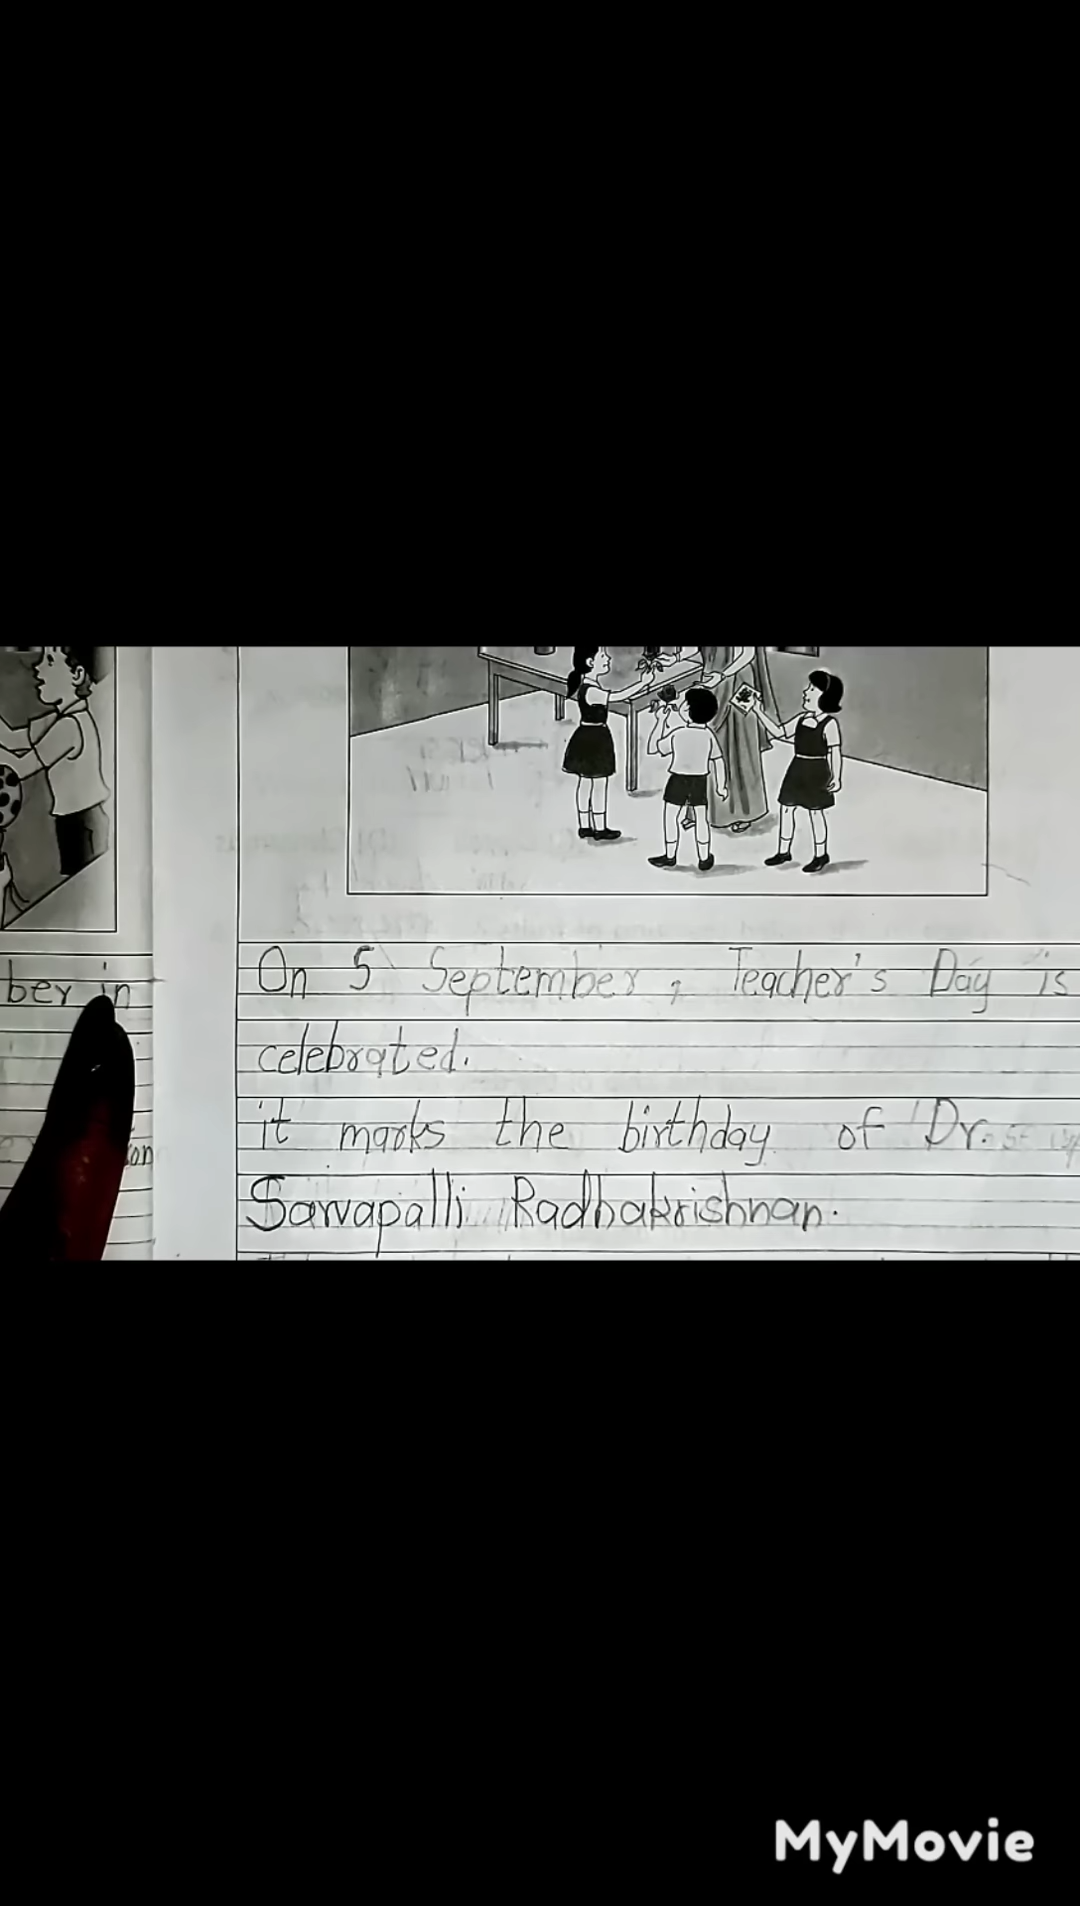 ber in
On 5 September, Teacher's Day is
celebrated.
it marks the birthday of Dr.
Sarvapalli Radhakrishnan.
MyMovie